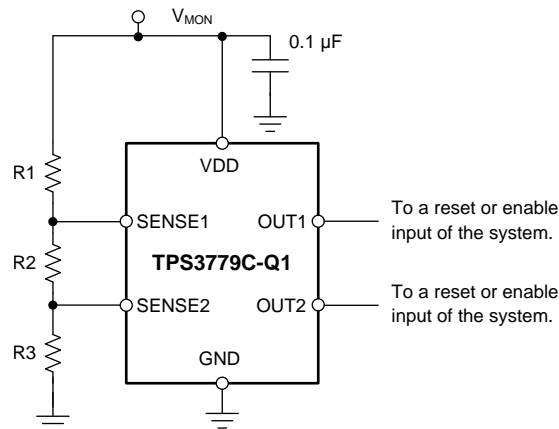 VMON
0.1 µF
R1
VDD
SENSE1
OUT1
To a reset or enable
input of the system.
R2
TPS3779C-Q1
SENSE2
OUT2
To a reset or enable
input of the system.
R3
GND